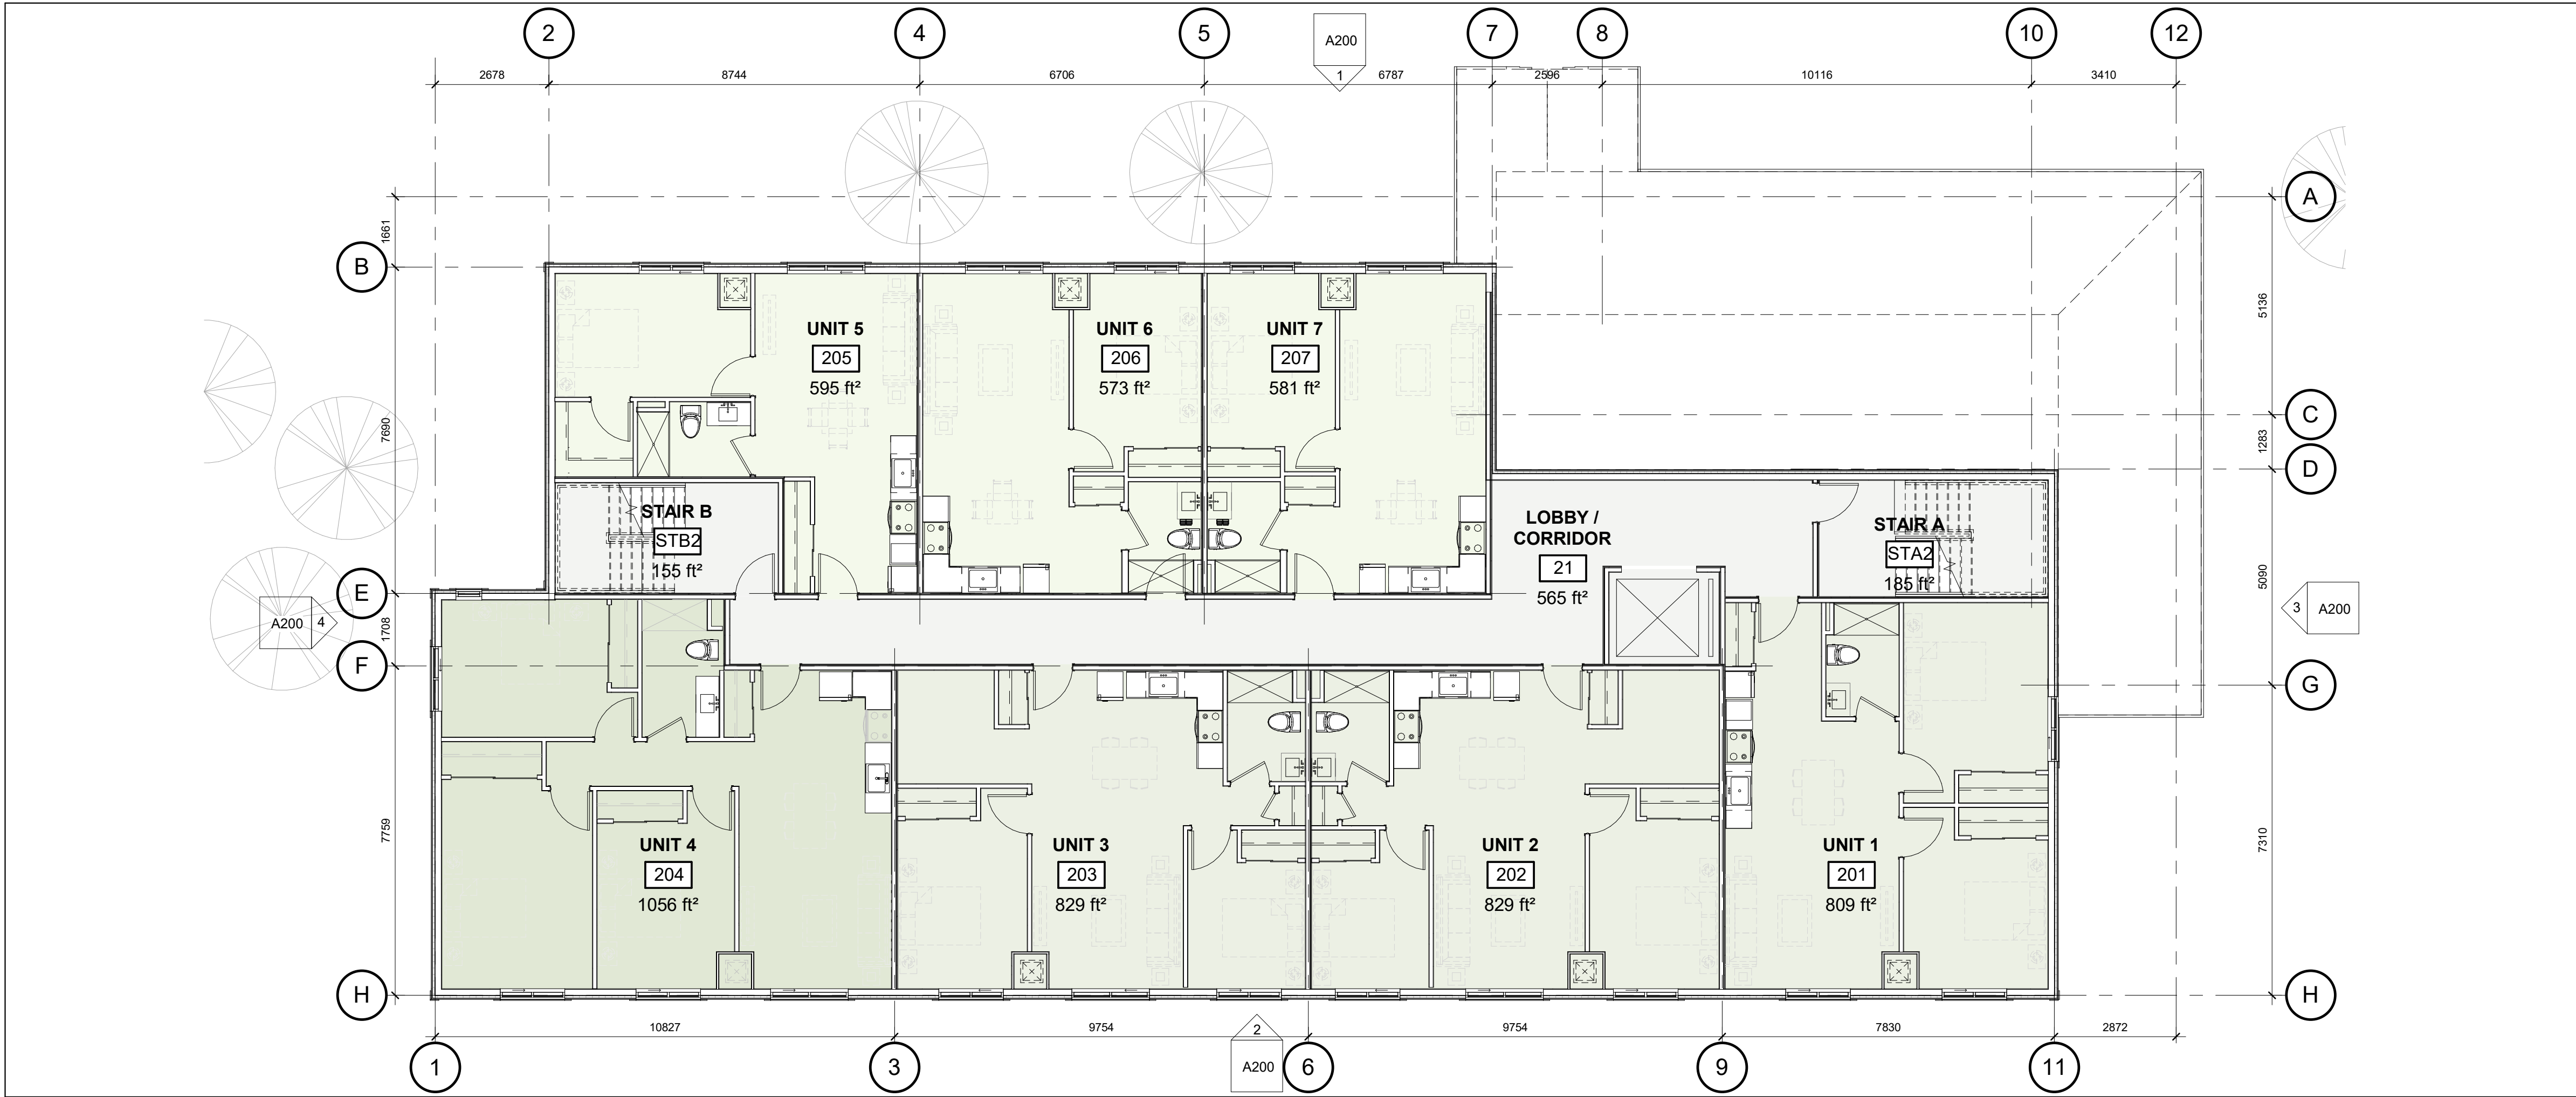 2
4
5
A200
1
7
8
10
12
2678
8744
6706
6787
2596
10116
3410
A
1661
B
5136
UNIT 5
205
595 ft²
UNIT 6
206
573 ft²
UNIT 7
207
581 ft²
C
7690
1283
D
STAIR B
STB2
155 ft²
LOBBY /
CORRIDOR
21
565 ft²
STAIR A
STA2
185 ft²
5090
E
A200
4
3
A200
1708
F
G
7759
UNIT 4
204
1056 ft²
UNIT 3
203
829 ft²
UNIT 2
202
829 ft²
UNIT 1
201
809 ft²
7310
H
H
10827
9754
2
9754
7830
2872
1
3
A200
6
9
11